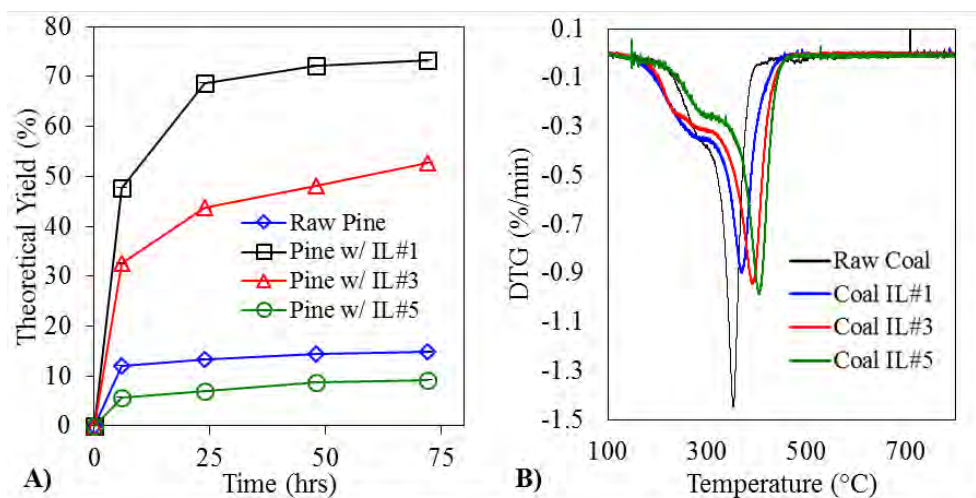 80
70
60
50
40
30
20
10
0
Theoretical Yield (%)
Raw Pine
Pine w/ IL#1
Pine w/ IL#3
Pine w/ IL#5
0 25 50 75
A) Time (hrs)
0.1
-0.1
-0.3
-0.5
-0.7
-0.9
-1.1
-1.3
-1.5
DTG (%/min)
Raw Coal
Coal IL#1
Coal IL#3
Coal IL#5
100 300 500 700
B) Temperature (°C)